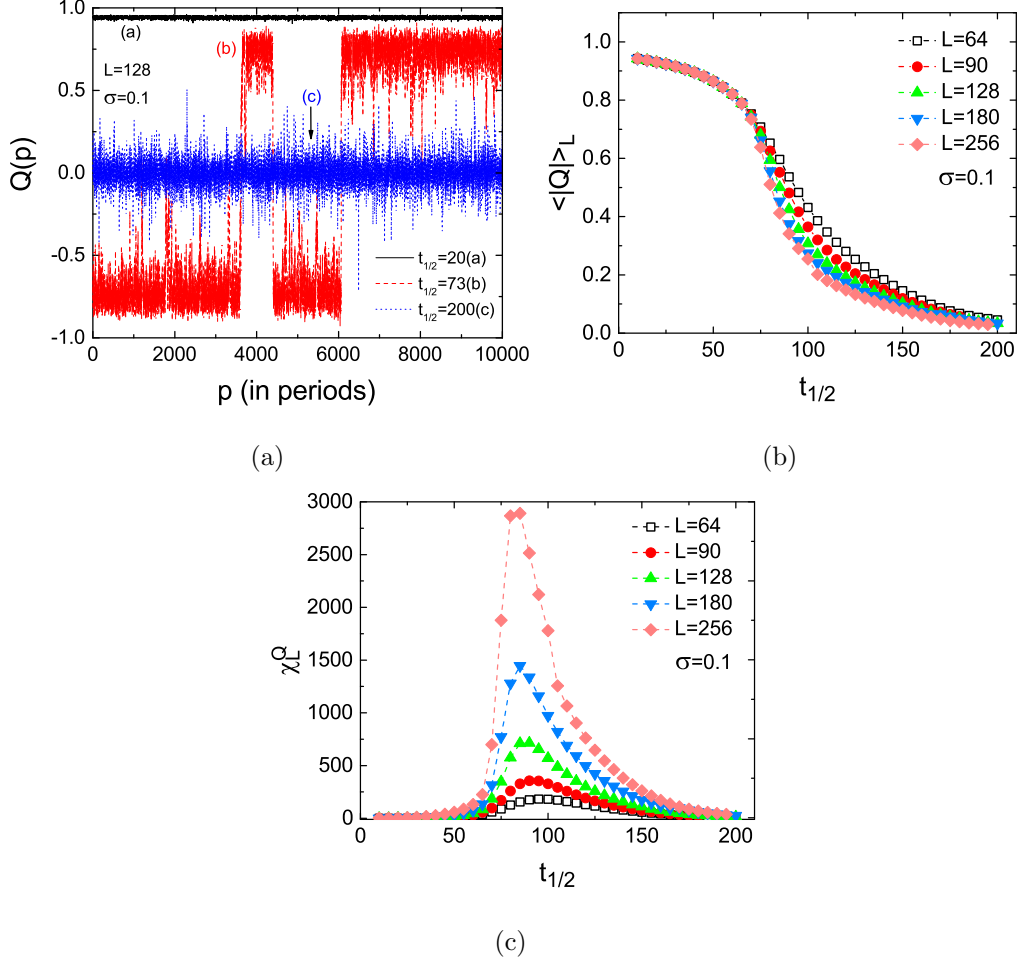 1.0
0.5
0.0
-0.5
-1.0
Q(p)
(a)
L=128
σ=0.1
(b)
(c)
t1/2=20(a)
t1/2=73(b)
t1/2=200(c)
0 2000 4000 6000 8000 10000
p (in periods)
(a)
1.0
0.8
0.6
0.4
0.2
0.0
<|Q|>L
L=64
L=90
L=128
L=180
L=256
σ=0.1
0 50 100 150 200
t1/2
(b)
3000
2500
2000
1500
1000
500
0
χLQ
L=64
L=90
L=128
L=180
L=256
σ=0.1
0 50 100 150 200
t1/2
(c)